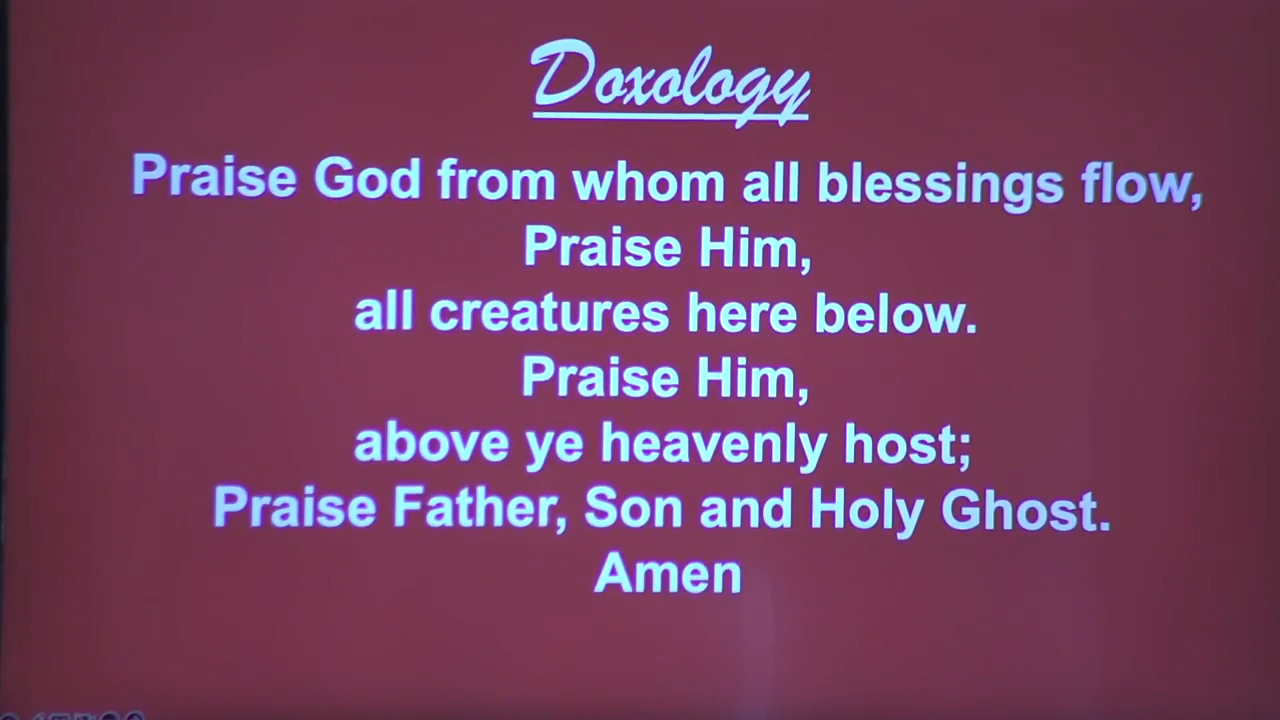 Doxology
Praise God from whom all blessings flow,
Praise Him,
all creatures here below.
Praise Him,
above ye heavenly host;
Praise Father, Son and Holy Ghost.
Amen